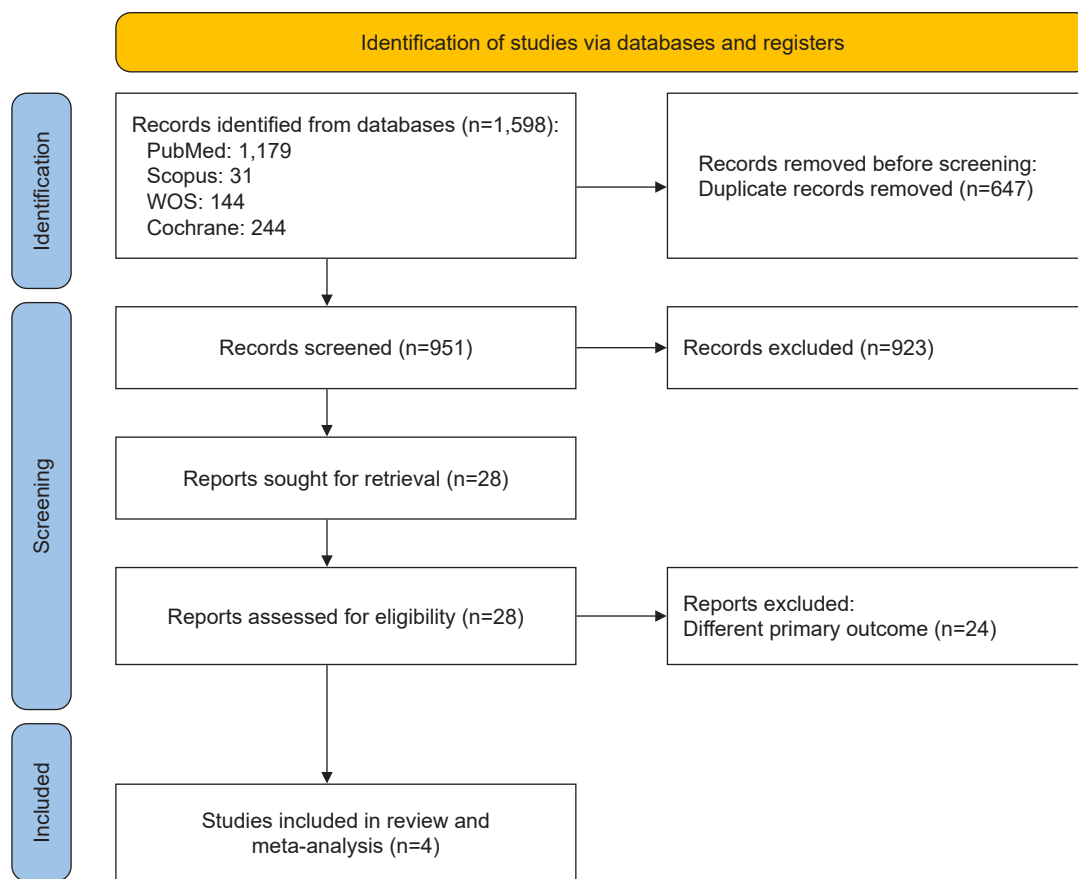 Identification of studies via databases and registers
Identification
Records identified from databases (n=1,598):
PubMed: 1,179
Scopus: 31
WOS: 144
Cochrane: 244
Records removed before screening:
Duplicate records removed (n=647)
Screening
Records screened (n=951)
Records excluded (n=923)
Reports sought for retrieval (n=28)
Reports assessed for eligibility (n=28)
Reports excluded:
Different primary outcome (n=24)
Included
Studies included in review and
meta-analysis (n=4)